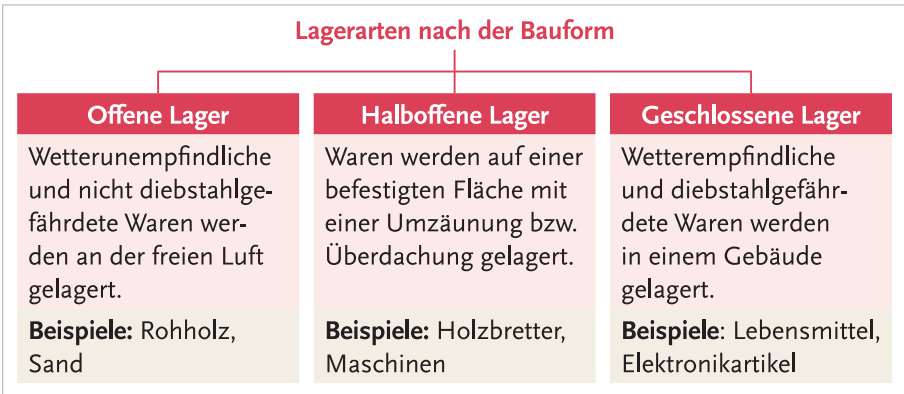 Lagerarten nach der Bauform
Offene Lager
Wetterunempfindliche
und nicht diebstahlge-
fährdete Waren wer-
den an der freien Luft
gelagert.
Beispiele: Rohholz,
Sand
Halboffene Lager
Waren werden auf einer
befestigten Fläche mit
einer Umzäunung bzw.
Überdachung gelagert.
Beispiele: Holzbretter,
Maschinen
Geschlossene Lager
Wetterempfindliche
und diebstahlgefähr-
dete Waren werden
in einem Gebäude
gelagert.
Beispiele: Lebensmittel,
Elektronikartikel